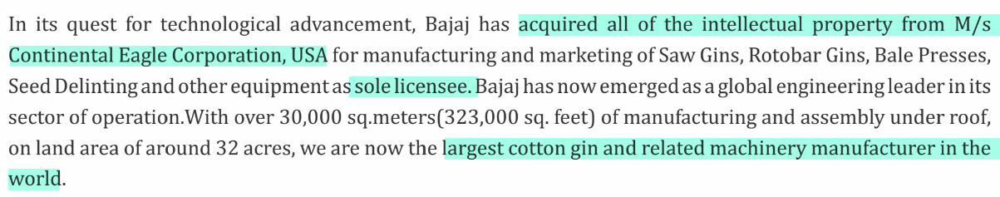 In its quest for technological advancement, Bajaj has acquired all of the intellectual property from M/s
Continental Eagle Corporation, USA for manufacturing and marketing of Saw Gins, Rotobar Gins, Bale Presses,
Seed Delinting and other equipment as sole licensee. Bajaj has now emerged as a global engineering leader in its
sector of operation.With over 30,000 sq.meters(323,000 sq. feet) of manufacturing and assembly under roof,
on land area of around 32 acres, we are now the largest cotton gin and related machinery manufacturer in the
world.